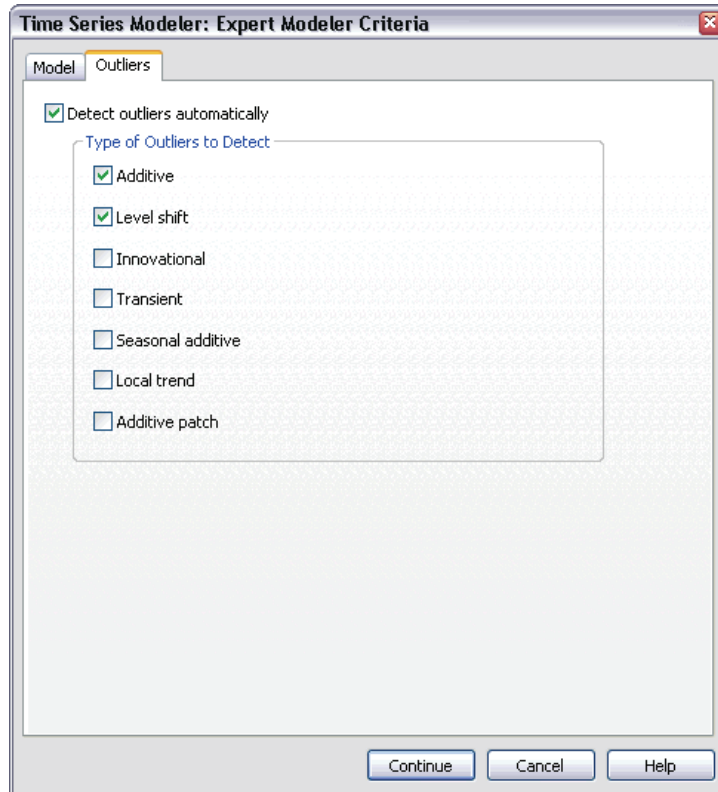 Time Series Modeler: Expert Modeler Criteria
Model Outliers
Detect outliers automatically
Type of Outliers to Detect
Additive
Level shift
Innovational
Transient
Seasonal additive
Local trend
Additive patch
Continue Cancel Help